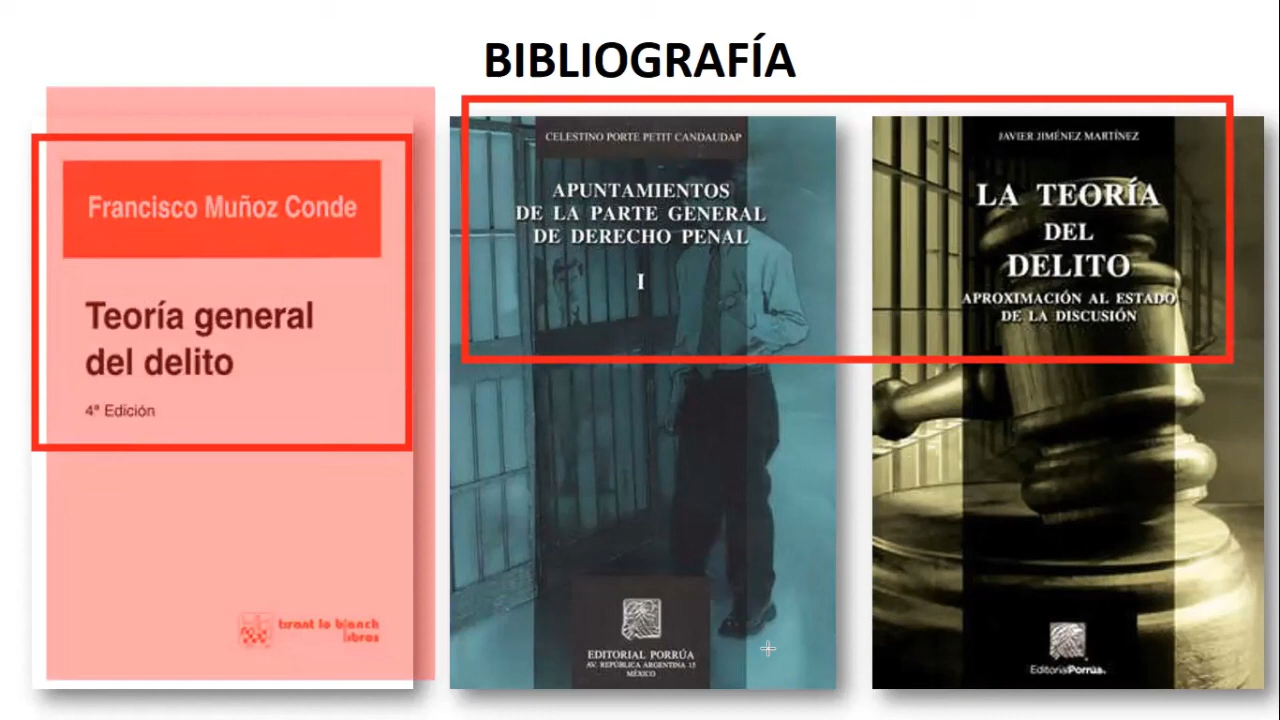 BIBLIOGRAFÍA
Francisco Muñoz Conde
Teoría general
del delito
4ª Edición
tirant lo blanch
libros
CELESTINO PORTE PETIT CANDAUDAP
APUNTAMIENTOS
DE LA PARTE GENERAL
DE DERECHO PENAL
I
EDITORIAL PORRÚA
AV. REPÚBLICA ARGENTINA 15
MÉXICO
JAVIER JIMÉNEZ MARTÍNEZ
LA TEORÍA
DEL
DELITO
APROXIMACIÓN AL ESTADO
DE LA DISCUSIÓN
EditorialPorrúa.